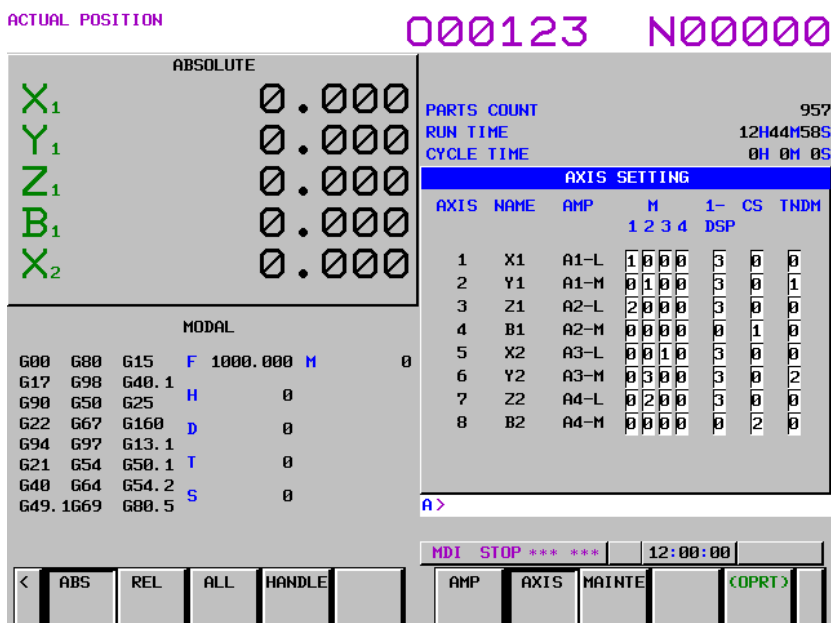 ACTUAL POSITION
O00123 N00000
ABSOLUTE
X1 0.000
Y1 0.000
Z1 0.000
B1 0.000
X2 0.000
PARTS COUNT 957
RUN TIME 12H44M58S
CYCLE TIME 0H 0M 0S
AXIS SETTING
AXIS NAME AMP M 1- CS TNDM
1 2 3 4 DSP
1 X1 A1-L 1 0 0 0 3 0 0
2 Y1 A1-M 0 1 0 0 3 0 1
3 Z1 A2-L 2 0 0 0 3 0 0
4 B1 A2-M 0 0 0 0 0 1 0
5 X2 A3-L 0 0 1 0 3 0 0
6 Y2 A3-M 0 3 0 0 3 0 2
7 Z2 A4-L 0 2 0 0 3 0 0
8 B2 A4-M 0 0 0 0 0 2 0
MODAL
G00 G80 G15 F 1000.000 M 0
G17 G98 G40.1
H 0
G90 G50 G25
G22 G67 G160
D 0
G94 G97 G13.1
G21 G54 G50.1 T 0
G40 G64 G54.2
S 0
G49.1G69 G80.5
A>
MDI STOP *** *** 12:00:00
< ABS REL ALL HANDLE
AMP AXIS MAINTE (OPRT)